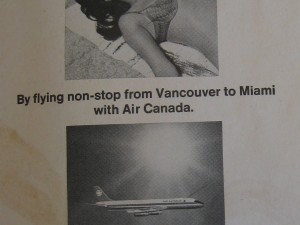 By flying non-stop from Vancouver to Miami
with Air Canada.